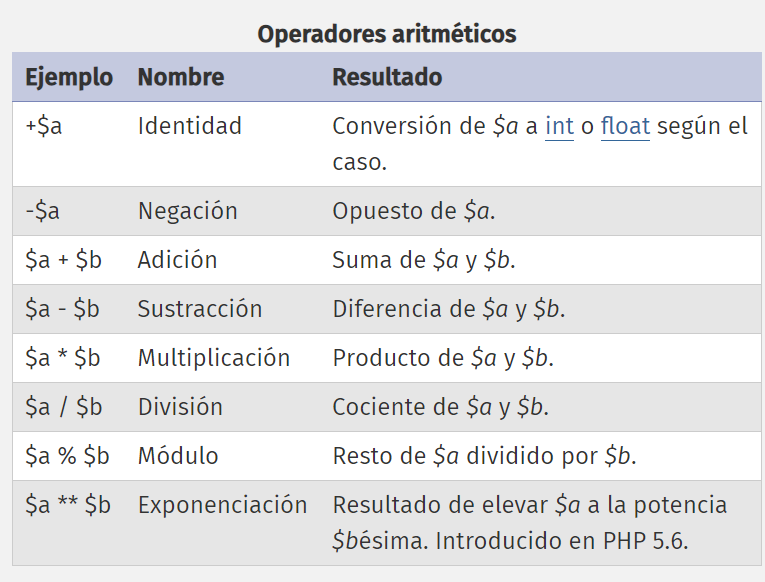 Operadores aritméticos
Ejemplo Nombre Resultado
+$a Identidad Conversión de $a a int o float según el
caso.
-$a Negación Opuesto de $a.
$a + $b Adición Suma de $a y $b.
$a - $b Sustracción Diferencia de $a y $b.
$a * $b Multiplicación Producto de $a y $b.
$a / $b División Cociente de $a y $b.
$a % $b Módulo Resto de $a dividido por $b.
$a ** $b Exponenciación Resultado de elevar $a a la potencia
$bésima. Introducido en PHP 5.6.